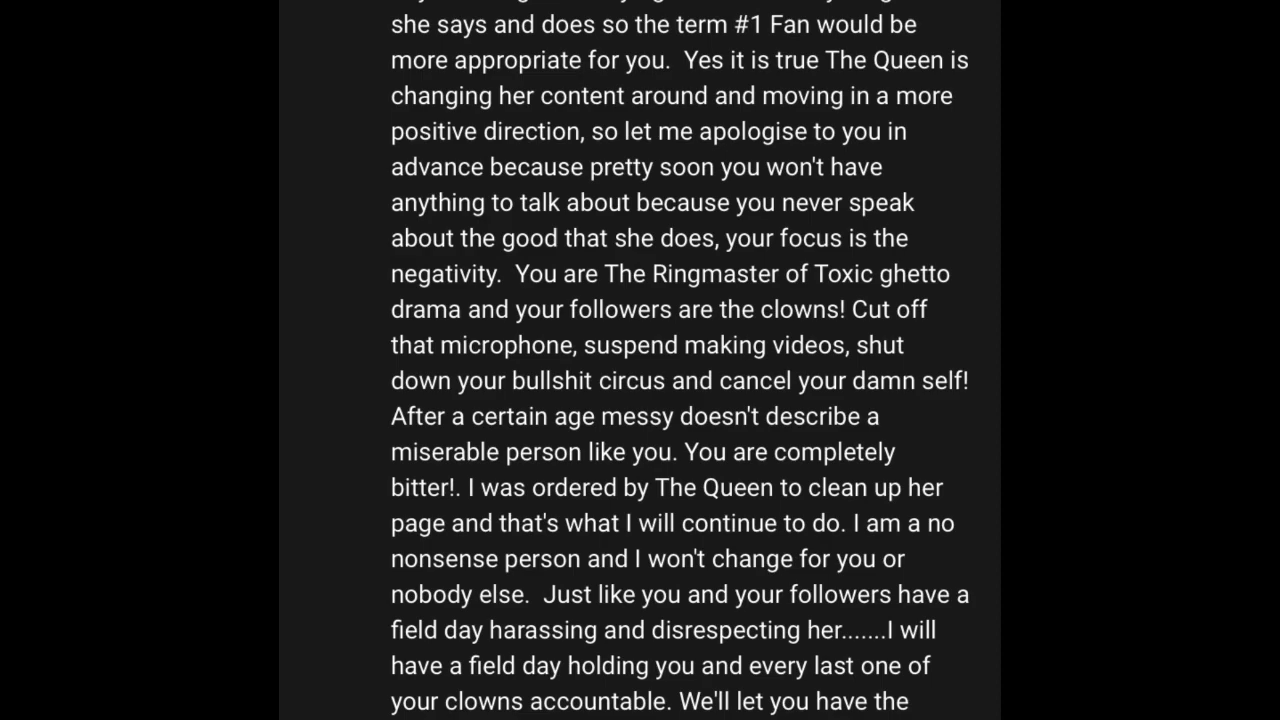 she says and does so the term #1 Fan would be
more appropriate for you.  Yes it is true The Queen is
changing her content around and moving in a more
positive direction, so let me apologise to you in
advance because pretty soon you won't have
anything to talk about because you never speak
about the good that she does, your focus is the
negativity.  You are The Ringmaster of Toxic ghetto
drama and your followers are the clowns! Cut off
that microphone, suspend making videos, shut
down your bullshit circus and cancel your damn self!
After a certain age messy doesn't describe a
miserable person like you. You are completely
bitter!. I was ordered by The Queen to clean up her
page and that's what I will continue to do. I am a no
nonsense person and I won't change for you or
nobody else.  Just like you and your followers have a
field day harassing and disrespecting her.......I will
have a field day holding you and every last one of
your clowns accountable. We'll let you have the